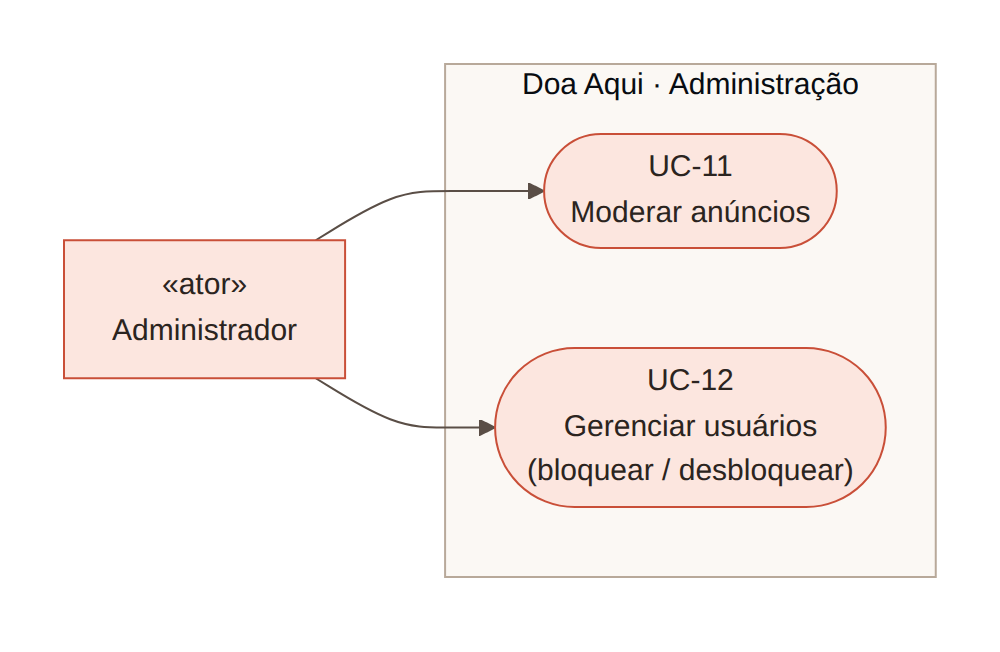 Doa Aqui · Administração
UC-11
Moderar anúncios
«ator»
Administrador
UC-12
Gerenciar usuários
(bloquear / desbloquear)